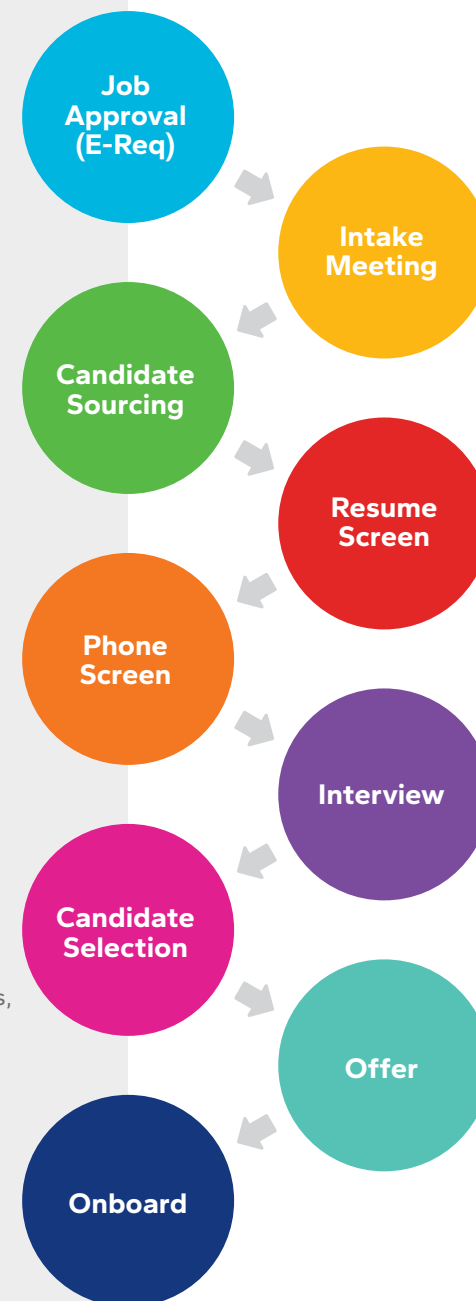 Job
Approval
(E-Req)
Intake
Meeting
Candidate
Sourcing
Resume
Screen
Phone
Screen
Interview
Candidate
Selection
s,
Offer
Onboard